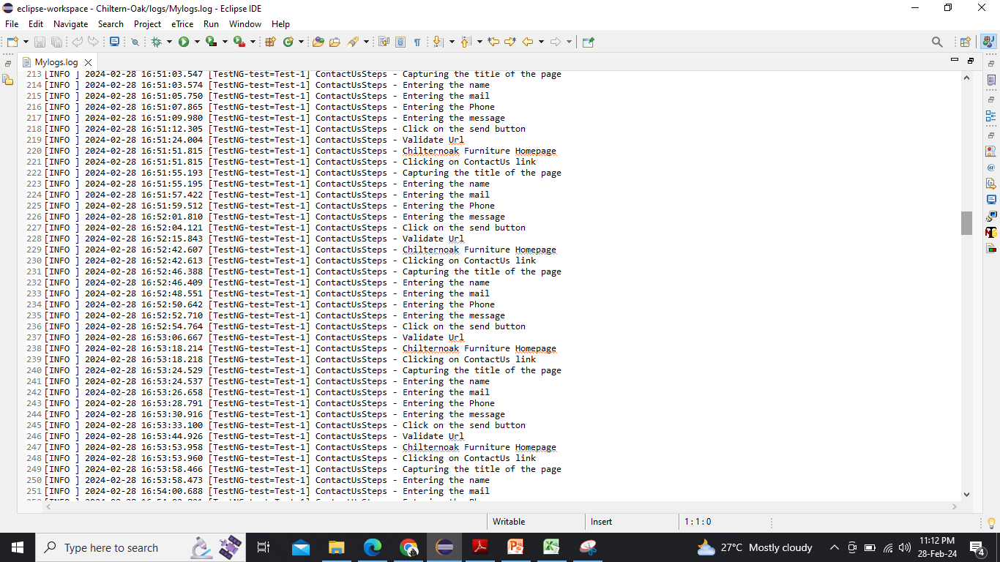 eclipse-workspace - Chiltern-Oak/logs/Mylogs.log - Eclipse IDE
File Edit Navigate Search Project eTrice Run Window Help
Mylogs.log
213 [INFO ] 2024-02-28 16:51:03.547 [TestNG-test=Test-1] ContactUsSteps - Capturing the title of the page
214 [INFO ] 2024-02-28 16:51:03.574 [TestNG-test=Test-1] ContactUsSteps - Entering the name
215 [INFO ] 2024-02-28 16:51:05.750 [TestNG-test=Test-1] ContactUsSteps - Entering the mail
216 [INFO ] 2024-02-28 16:51:07.865 [TestNG-test=Test-1] ContactUsSteps - Entering the Phone
217 [INFO ] 2024-02-28 16:51:09.980 [TestNG-test=Test-1] ContactUsSteps - Entering the message
218 [INFO ] 2024-02-28 16:51:12.305 [TestNG-test=Test-1] ContactUsSteps - Click on the send button
219 [INFO ] 2024-02-28 16:51:24.004 [TestNG-test=Test-1] ContactUsSteps - Validate Url
220 [INFO ] 2024-02-28 16:51:51.815 [TestNG-test=Test-1] ContactUsSteps - Chilternoak Furniture Homepage
221 [INFO ] 2024-02-28 16:51:51.815 [TestNG-test=Test-1] ContactUsSteps - Clicking on ContactUs link
222 [INFO ] 2024-02-28 16:51:55.193 [TestNG-test=Test-1] ContactUsSteps - Capturing the title of the page
223 [INFO ] 2024-02-28 16:51:55.195 [TestNG-test=Test-1] ContactUsSteps - Entering the name
224 [INFO ] 2024-02-28 16:51:57.422 [TestNG-test=Test-1] ContactUsSteps - Entering the mail
225 [INFO ] 2024-02-28 16:51:59.512 [TestNG-test=Test-1] ContactUsSteps - Entering the Phone
226 [INFO ] 2024-02-28 16:52:01.810 [TestNG-test=Test-1] ContactUsSteps - Entering the message
227 [INFO ] 2024-02-28 16:52:04.121 [TestNG-test=Test-1] ContactUsSteps - Click on the send button
228 [INFO ] 2024-02-28 16:52:15.843 [TestNG-test=Test-1] ContactUsSteps - Validate Url
229 [INFO ] 2024-02-28 16:52:42.607 [TestNG-test=Test-1] ContactUsSteps - Chilternoak Furniture Homepage
230 [INFO ] 2024-02-28 16:52:42.613 [TestNG-test=Test-1] ContactUsSteps - Clicking on ContactUs link
231 [INFO ] 2024-02-28 16:52:46.388 [TestNG-test=Test-1] ContactUsSteps - Capturing the title of the page
232 [INFO ] 2024-02-28 16:52:46.409 [TestNG-test=Test-1] ContactUsSteps - Entering the name
233 [INFO ] 2024-02-28 16:52:48.551 [TestNG-test=Test-1] ContactUsSteps - Entering the mail
234 [INFO ] 2024-02-28 16:52:50.642 [TestNG-test=Test-1] ContactUsSteps - Entering the Phone
235 [INFO ] 2024-02-28 16:52:52.710 [TestNG-test=Test-1] ContactUsSteps - Entering the message
236 [INFO ] 2024-02-28 16:52:54.764 [TestNG-test=Test-1] ContactUsSteps - Click on the send button
237 [INFO ] 2024-02-28 16:53:06.667 [TestNG-test=Test-1] ContactUsSteps - Validate Url
238 [INFO ] 2024-02-28 16:53:18.214 [TestNG-test=Test-1] ContactUsSteps - Chilternoak Furniture Homepage
239 [INFO ] 2024-02-28 16:53:18.218 [TestNG-test=Test-1] ContactUsSteps - Clicking on ContactUs link
240 [INFO ] 2024-02-28 16:53:24.529 [TestNG-test=Test-1] ContactUsSteps - Capturing the title of the page
241 [INFO ] 2024-02-28 16:53:24.537 [TestNG-test=Test-1] ContactUsSteps - Entering the name
242 [INFO ] 2024-02-28 16:53:26.658 [TestNG-test=Test-1] ContactUsSteps - Entering the mail
243 [INFO ] 2024-02-28 16:53:28.791 [TestNG-test=Test-1] ContactUsSteps - Entering the Phone
244 [INFO ] 2024-02-28 16:53:30.916 [TestNG-test=Test-1] ContactUsSteps - Entering the message
245 [INFO ] 2024-02-28 16:53:33.100 [TestNG-test=Test-1] ContactUsSteps - Click on the send button
246 [INFO ] 2024-02-28 16:53:44.926 [TestNG-test=Test-1] ContactUsSteps - Validate Url
247 [INFO ] 2024-02-28 16:53:53.958 [TestNG-test=Test-1] ContactUsSteps - Chilternoak Furniture Homepage
248 [INFO ] 2024-02-28 16:53:53.960 [TestNG-test=Test-1] ContactUsSteps - Clicking on ContactUs link
249 [INFO ] 2024-02-28 16:53:58.466 [TestNG-test=Test-1] ContactUsSteps - Capturing the title of the page
250 [INFO ] 2024-02-28 16:53:58.473 [TestNG-test=Test-1] ContactUsSteps - Entering the name
251 [INFO ] 2024-02-28 16:54:00.688 [TestNG-test=Test-1] ContactUsSteps - Entering the mail
Writable Insert 1 : 1 : 0
Type here to search
27°C Mostly cloudy
11:12 PM
28-Feb-24
4